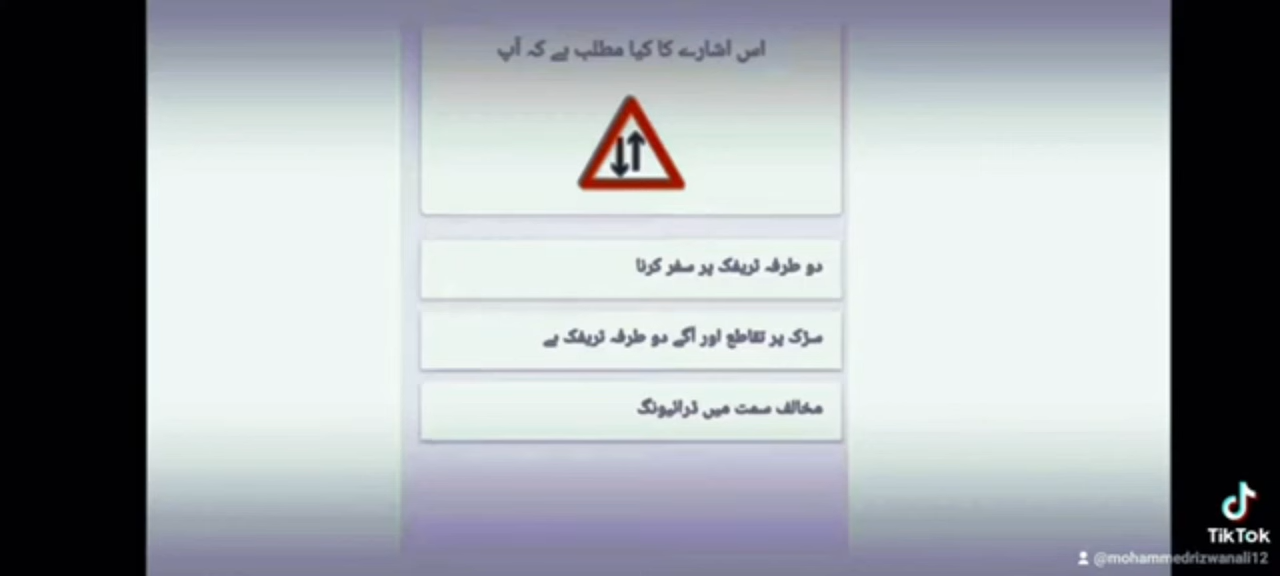 اس اشارے کا کیا مطلب ہے کہ آپ
دو طرفہ ٹریفک پر سفر کرنا
سڑک پر تقاطع اور آگے دو طرفہ ٹریفک ہے
مخالف سمت میں ڈرائیونگ
TikTok
@mohammedrizwanali12